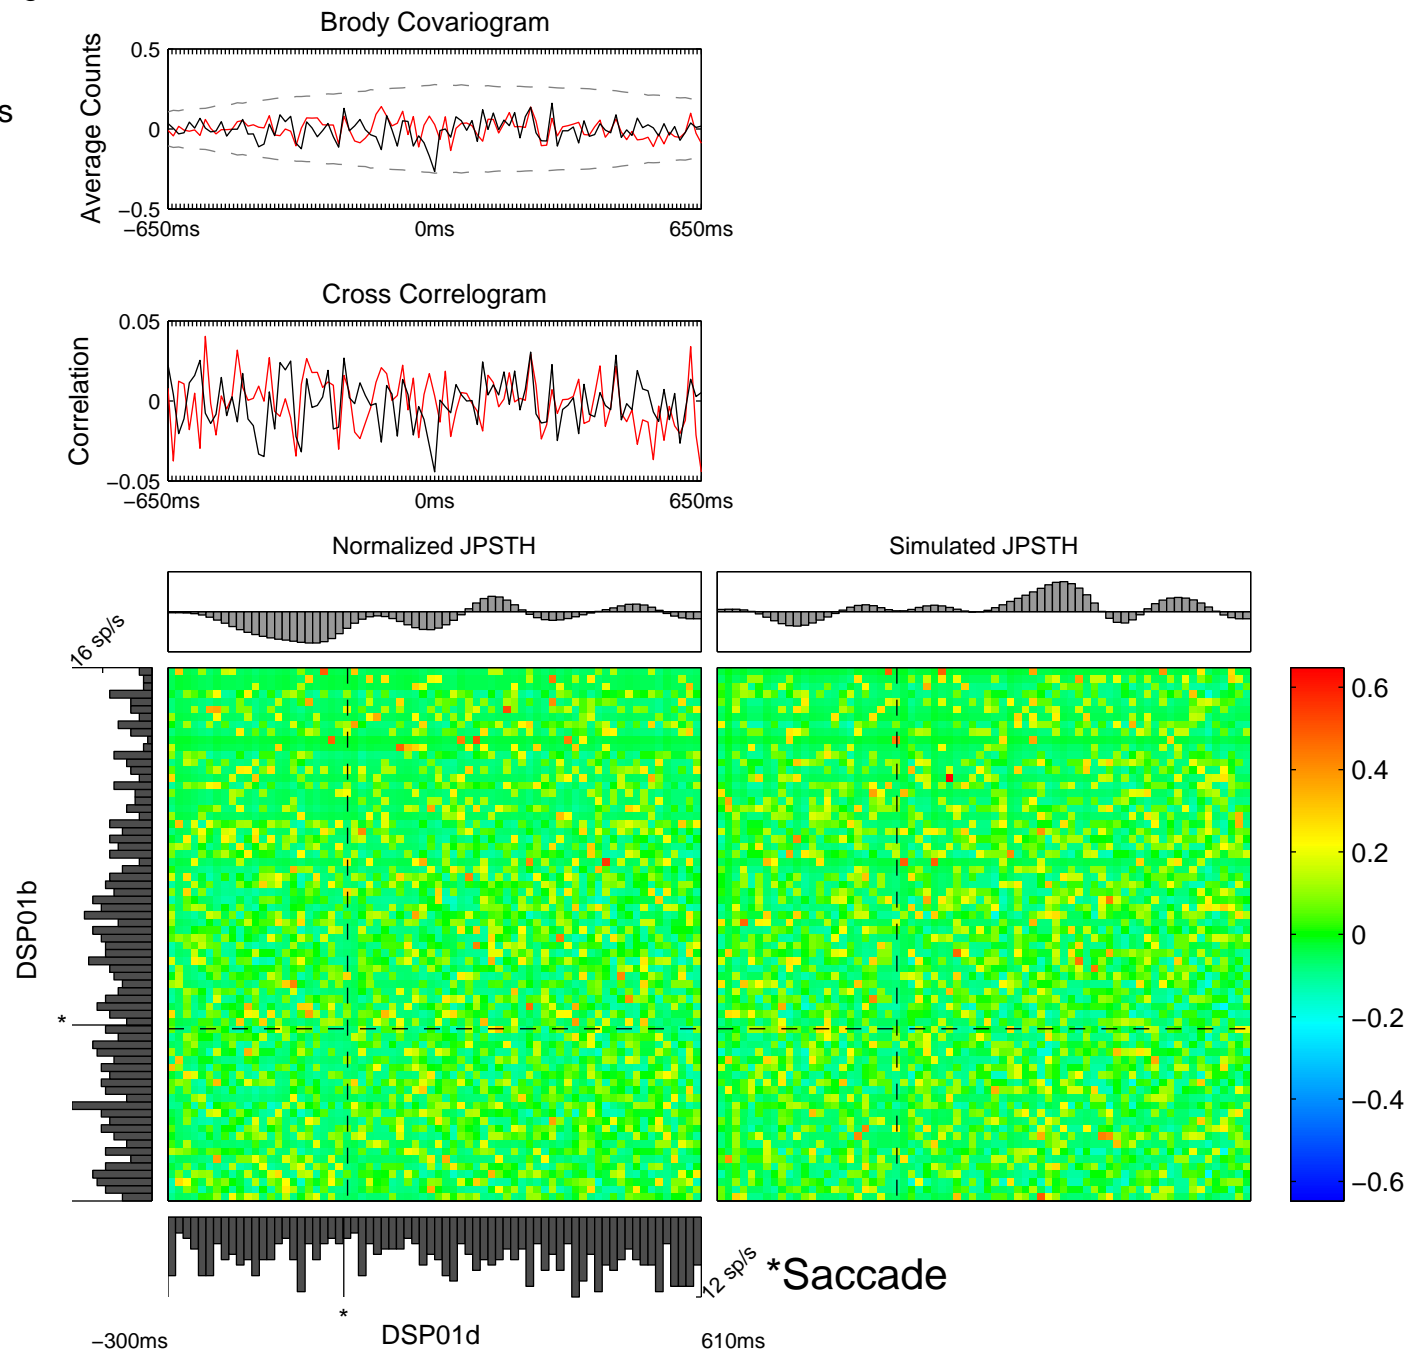 Brody Covariogram
Average Counts
0.5
0
−0.5
−650ms
0ms
650ms
s
Cross Correlogram
Correlation
0.05
0
−0.05
−650ms
0ms
650ms
Normalized JPSTH
Simulated JPSTH
16 sp/s
DSP01b
*
0.6
0.4
0.2
0
−0.2
−0.4
−0.6
12 sp/s
*Saccade
*
−300ms
DSP01d
610ms